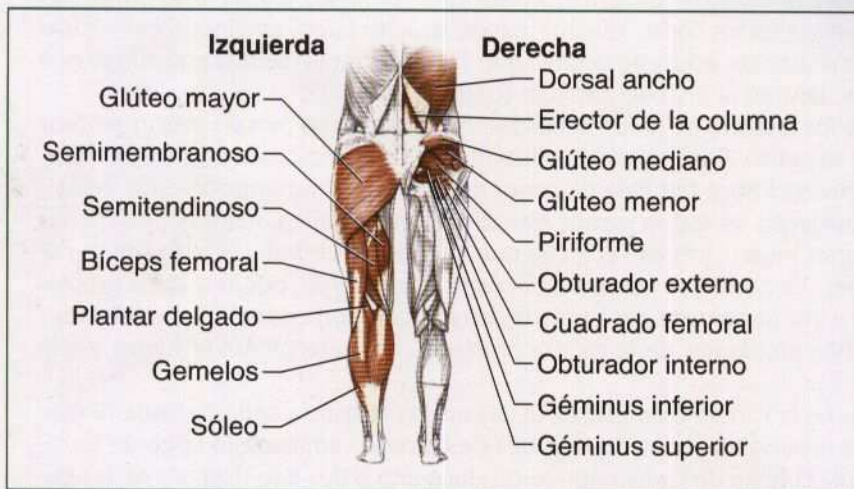 Izquierda
Glúteo mayor
Semimembranoso
Semitendinoso
Bíceps femoral
Plantar delgado
Gemelos
Sóleo
Derecha
Dorsal ancho
Erector de la columna
Glúteo mediano
Glúteo menor
Piriforme
Obturador externo
Cuadrado femoral
Obturador interno
Géminus inferior
Géminus superior